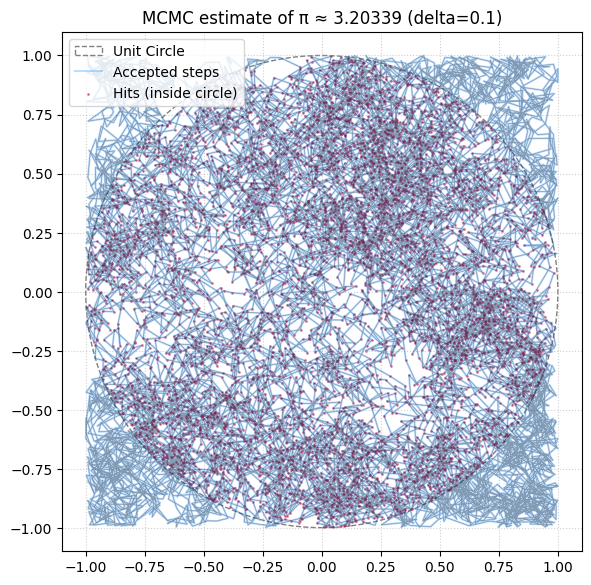 MCMC estimate of π ≈ 3.20339 (delta=0.1)
Unit Circle
Accepted steps
Hits (inside circle)
1.00
0.75
0.50
0.25
0.00
−0.25
−0.50
−0.75
−1.00
−1.00 −0.75 −0.50 −0.25 0.00 0.25 0.50 0.75 1.00